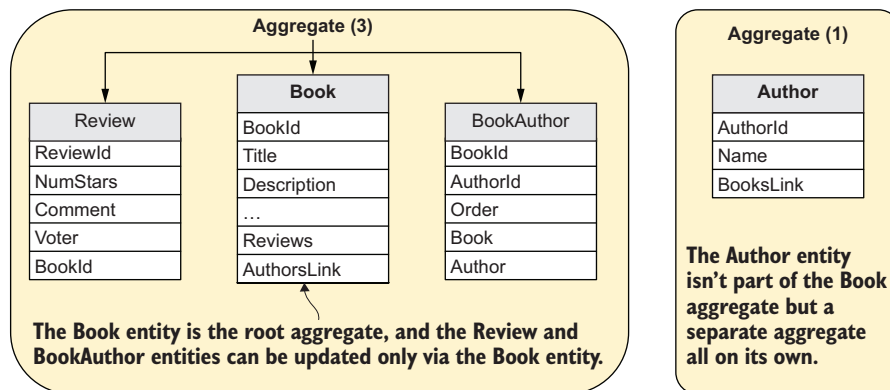 Aggregate (3)
Review
ReviewId
NumStars
Comment
Voter
BookId
Book
BookId
Title
Description
…
Reviews
AuthorsLink
BookAuthor
BookId
AuthorId
Order
Book
Author
The Book entity is the root aggregate, and the Review and
BookAuthor entities can be updated only via the Book entity.
Aggregate (1)
Author
AuthorId
Name
BooksLink
The Author entity
isn’t part of the Book
aggregate but a
separate aggregate
all on its own.